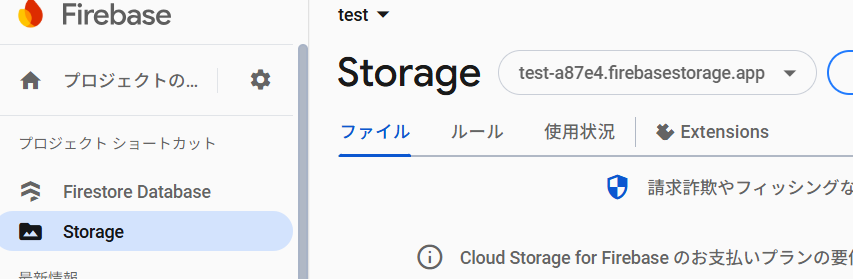 Firebase
プロジェクトの...
プロジェクト ショートカット
Firestore Database
Storage
最新情報
test
Storage
test-a87e4.firebasestorage.app
ファイル
ルール
使用状況
Extensions
請求詐欺やフィッシングな
Cloud Storage for Firebase のお支払いプランの要件